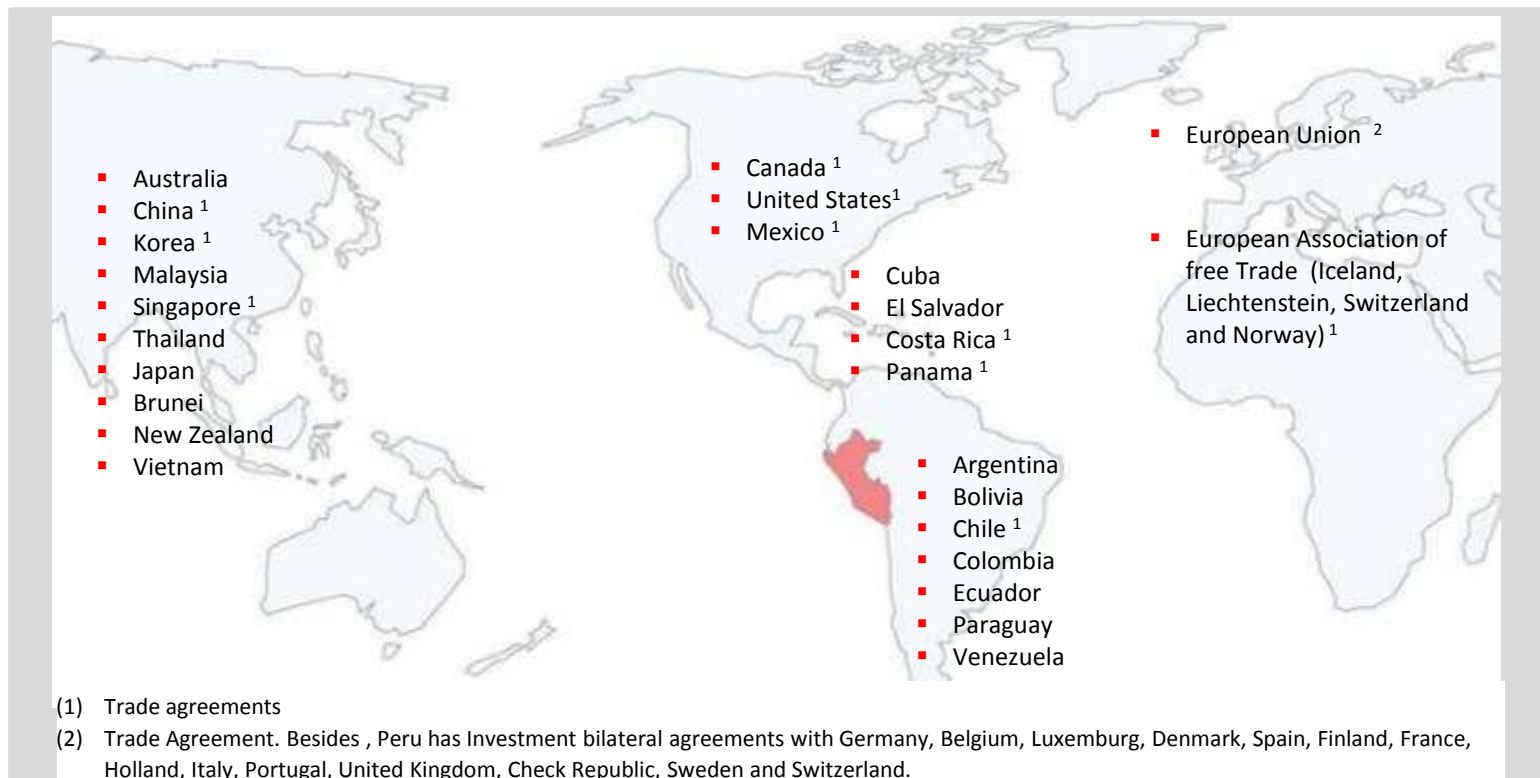 Australia
China 1
Korea 1
Malaysia
Singapore 1
Thailand
Japan
Brunei
New Zealand
Vietnam
Canada 1
United States1
Mexico 1
Cuba
El Salvador
Costa Rica 1
Panama 1
Argentina
Bolivia
Chile 1
Colombia
Ecuador
Paraguay
Venezuela
European Union 2
European Association of
free Trade (Iceland,
Liechtenstein, Switzerland
and Norway) 1
(1) Trade agreements
(2) Trade Agreement. Besides , Peru has Investment bilateral agreements with Germany, Belgium, Luxemburg, Denmark, Spain, Finland, France,
Holland, Italy, Portugal, United Kingdom, Check Republic, Sweden and Switzerland.